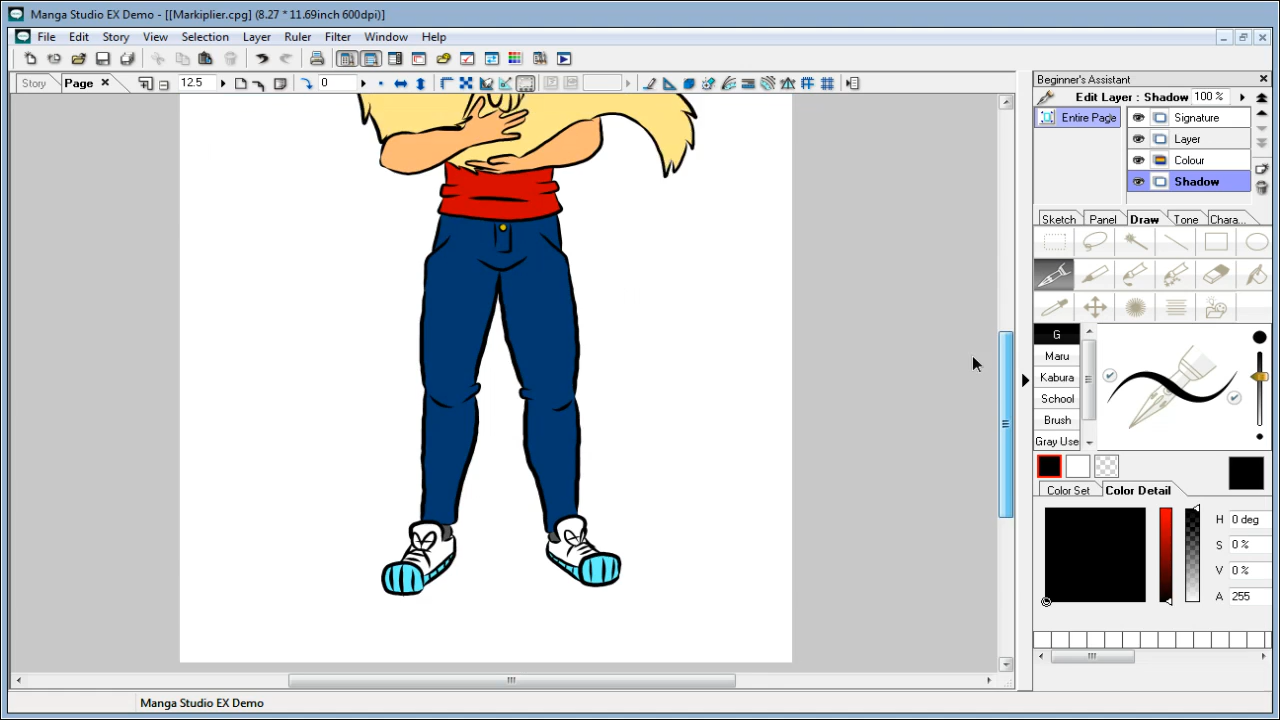 Manga Studio EX Demo - [[Markiplier.cpg] (8.27 * 11.69inch 600dpi)]
File Edit Story View Selection Layer Ruler Filter Window Help
Story Page 12.5 0
Beginner's Assistant
Edit Layer : Shadow 100 %
Entire Page
Signature
Layer
Colour
Shadow
Sketch Panel Draw Tone Chara...
G
Maru
Kabura
School
Brush
Gray Use
Color Set Color Detail
H 0 deg
S 0 %
V 0 %
A 255
Manga Studio EX Demo